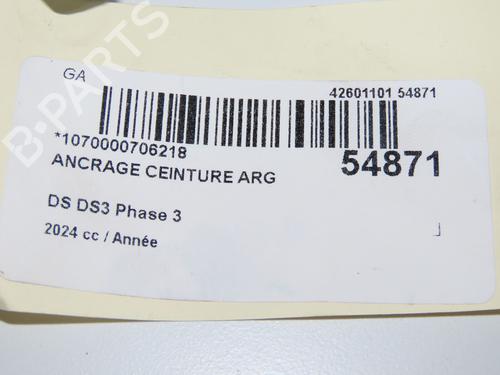 GA
42601101 54871
*1070000706218
54871
ANCRAGE CEINTURE ARG
DS DS3 Phase 3
2024 cc / Année
B-PARTS